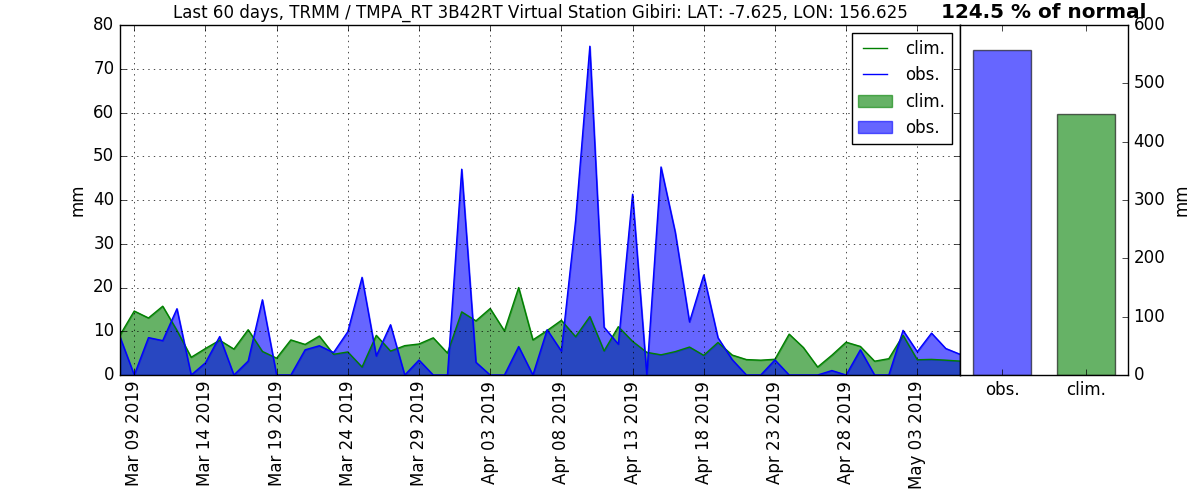 Last 60 days, TRMM / TMPA_RT 3B42RT Virtual Station Gibiri: LAT: -7.625, LON: 156.625
124.5 % of normal
80
70
60
50
40
30
20
10
0
mm
clim.
obs.
clim.
obs.
600
500
400
300
200
100
0
mm
obs.
clim.
Mar 09 2019
Mar 14 2019
Mar 19 2019
Mar 24 2019
Mar 29 2019
Apr 03 2019
Apr 08 2019
Apr 13 2019
Apr 18 2019
Apr 23 2019
Apr 28 2019
May 03 2019